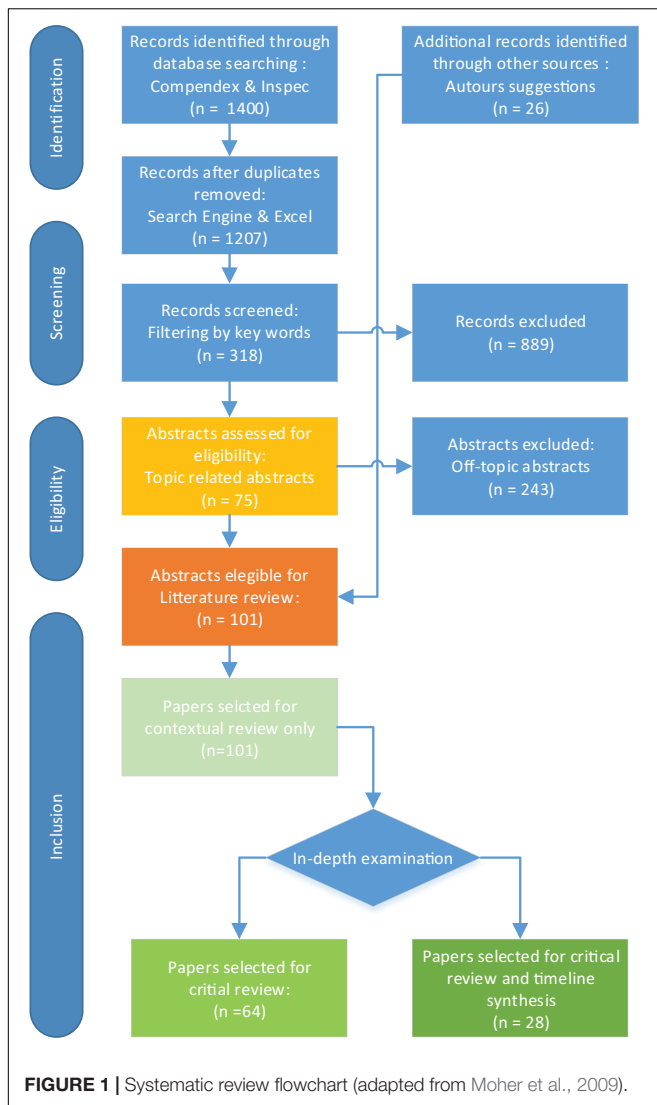 Identification
Records identified through
database searching :
Compendex & Inspec
(n =  1400)
Additional records identified
through other sources :
Autours suggestions
(n = 26)
Records after duplicates
removed:
Search Engine & Excel
(n = 1207)
Screening
Records screened:
Filtering by key words
(n = 318)
Records excluded
(n = 889)
Eligibility
Abstracts assessed for
eligibility:
Topic related abstracts
(n = 75)
Abstracts excluded:
Off-topic abstracts
(n = 243)
Abstracts elegible for
Litterature review:
(n = 101)
Inclusion
Papers selcted for
contextual review only
(n=101)
In-depth examination
Papers selected for
critial review:
(n =64)
Papers selected for critical
review and timeline
synthesis
(n = 28)
FIGURE 1 | Systematic review flowchart (adapted from Moher et al., 2009).